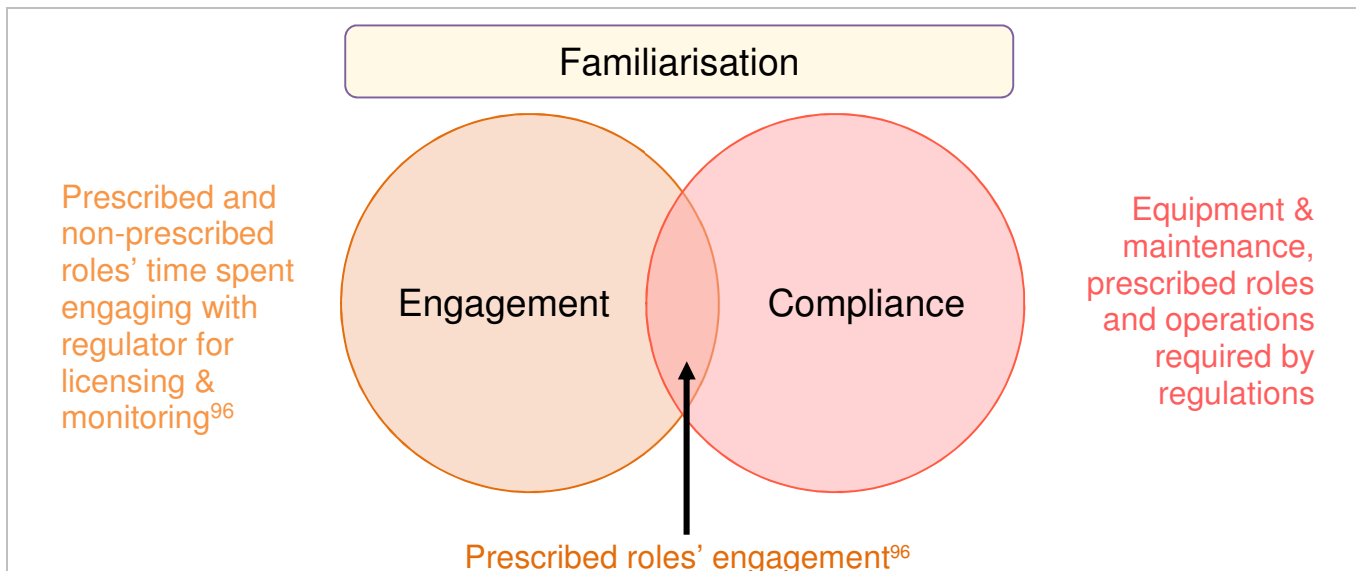 Familiarisation
Prescribed and
non-prescribed
roles’ time spent
engaging with
regulator for
licensing &
monitoring96
Engagement
Compliance
Equipment &
maintenance,
prescribed roles
and operations
required by
regulations
Prescribed roles’ engagement96